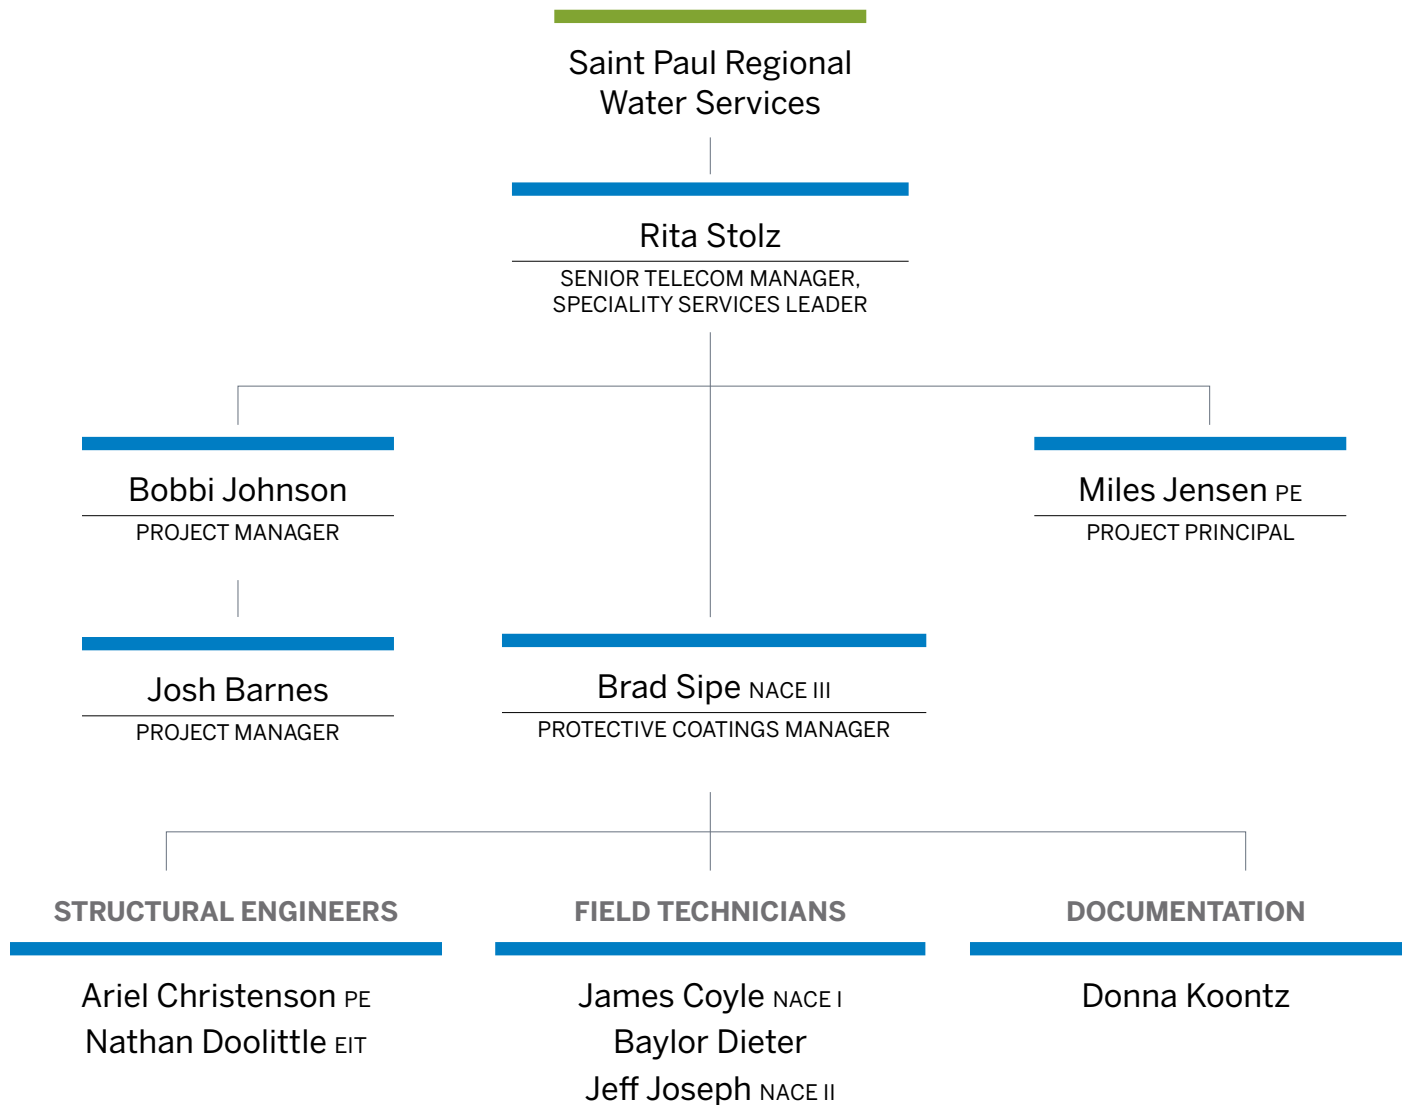 Saint Paul Regional
Water Services
Rita Stolz
SENIOR TELECOM MANAGER,
SPECIALITY SERVICES LEADER
Bobbi Johnson
PROJECT MANAGER
Miles Jensen PE
PROJECT PRINCIPAL
Josh Barnes
PROJECT MANAGER
Brad Sipe NACE III
PROTECTIVE COATINGS MANAGER
STRUCTURAL ENGINEERS
Ariel Christenson PE
Nathan Doolittle EIT
FIELD TECHNICIANS
James Coyle NACE I
Baylor Dieter
Jeff Joseph NACE II
DOCUMENTATION
Donna Koontz